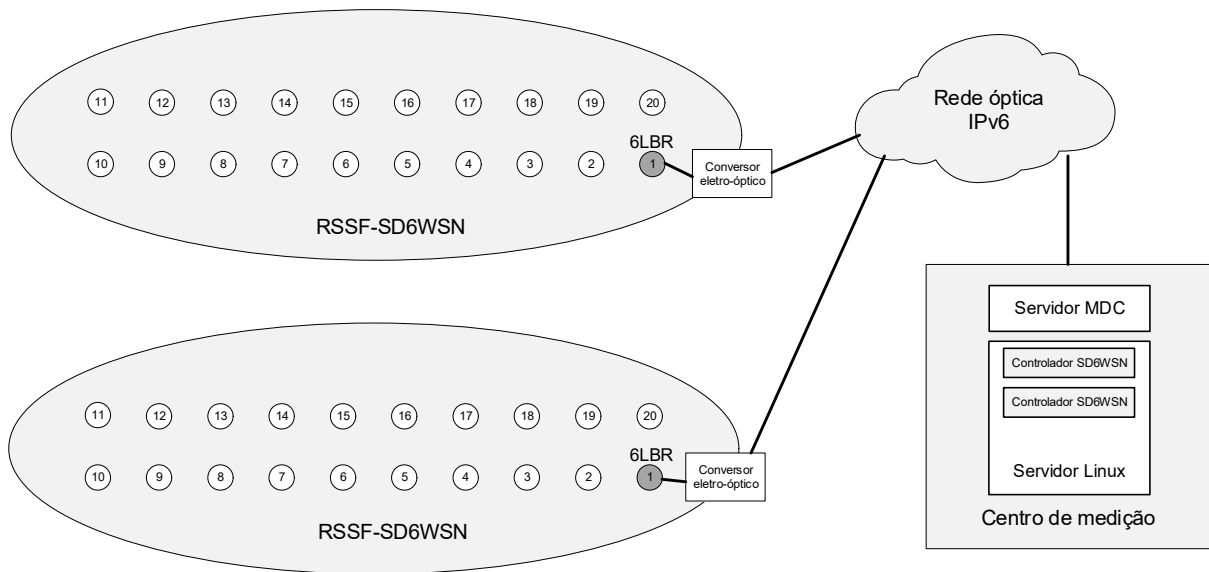 11 12 13 14 15 16 17 18 19 20
6LBR
10 9 8 7 6 5 4 3 2 1
Conversor
eletro-óptico
RSSF-SD6WSN
Rede óptica
IPv6
11 12 13 14 15 16 17 18 19 20
6LBR
10 9 8 7 6 5 4 3 2 1
Conversor
eletro-óptico
RSSF-SD6WSN
Servidor MDC
Controlador SD6WSN
Controlador SD6WSN
Servidor Linux
Centro de medição